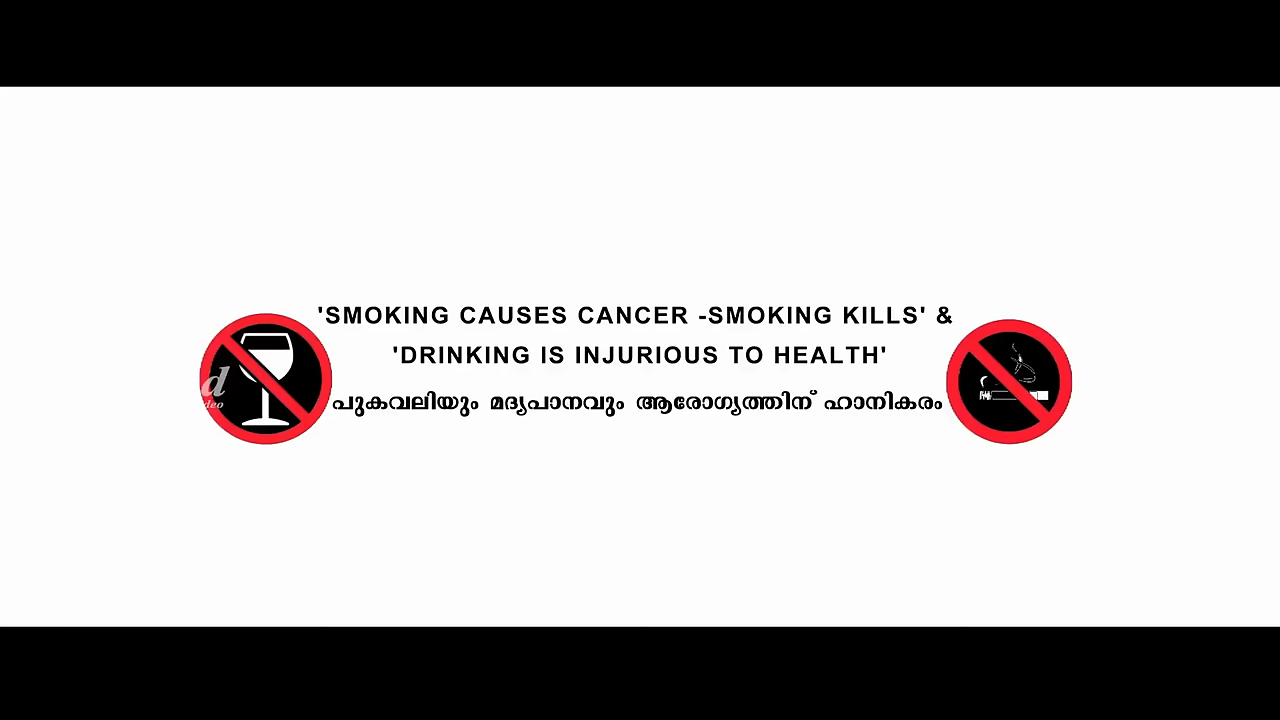 'SMOKING CAUSES CANCER -SMOKING KILLS' &
'DRINKING IS INJURIOUS TO HEALTH'
പുകവലിയും മദ്യപാനവും ആരോഗ്യത്തിന് ഹാനികരം